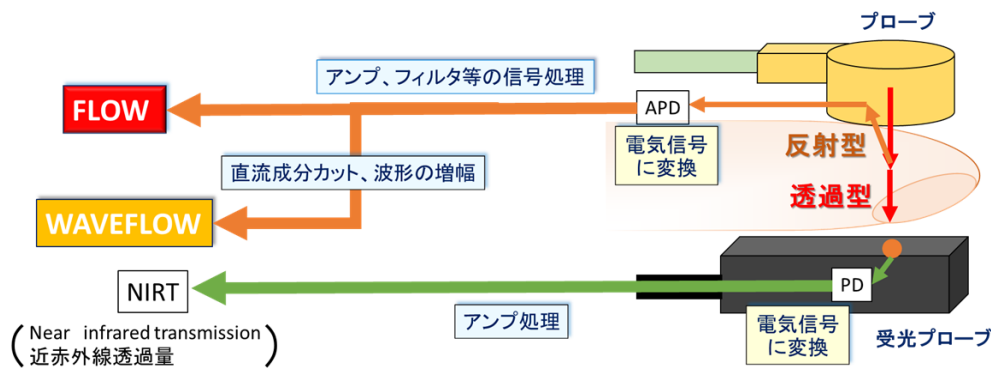 プローブ
アンプ、フィルタ等の信号処理
FLOW
APD
電気信号
に変換
反射型
直流成分カット、波形の増幅
透過型
WAVEFLOW
NIRT
PD
アンプ処理
電気信号
に変換
受光プローブ
(Near infrared transmission
近赤外線透過量)